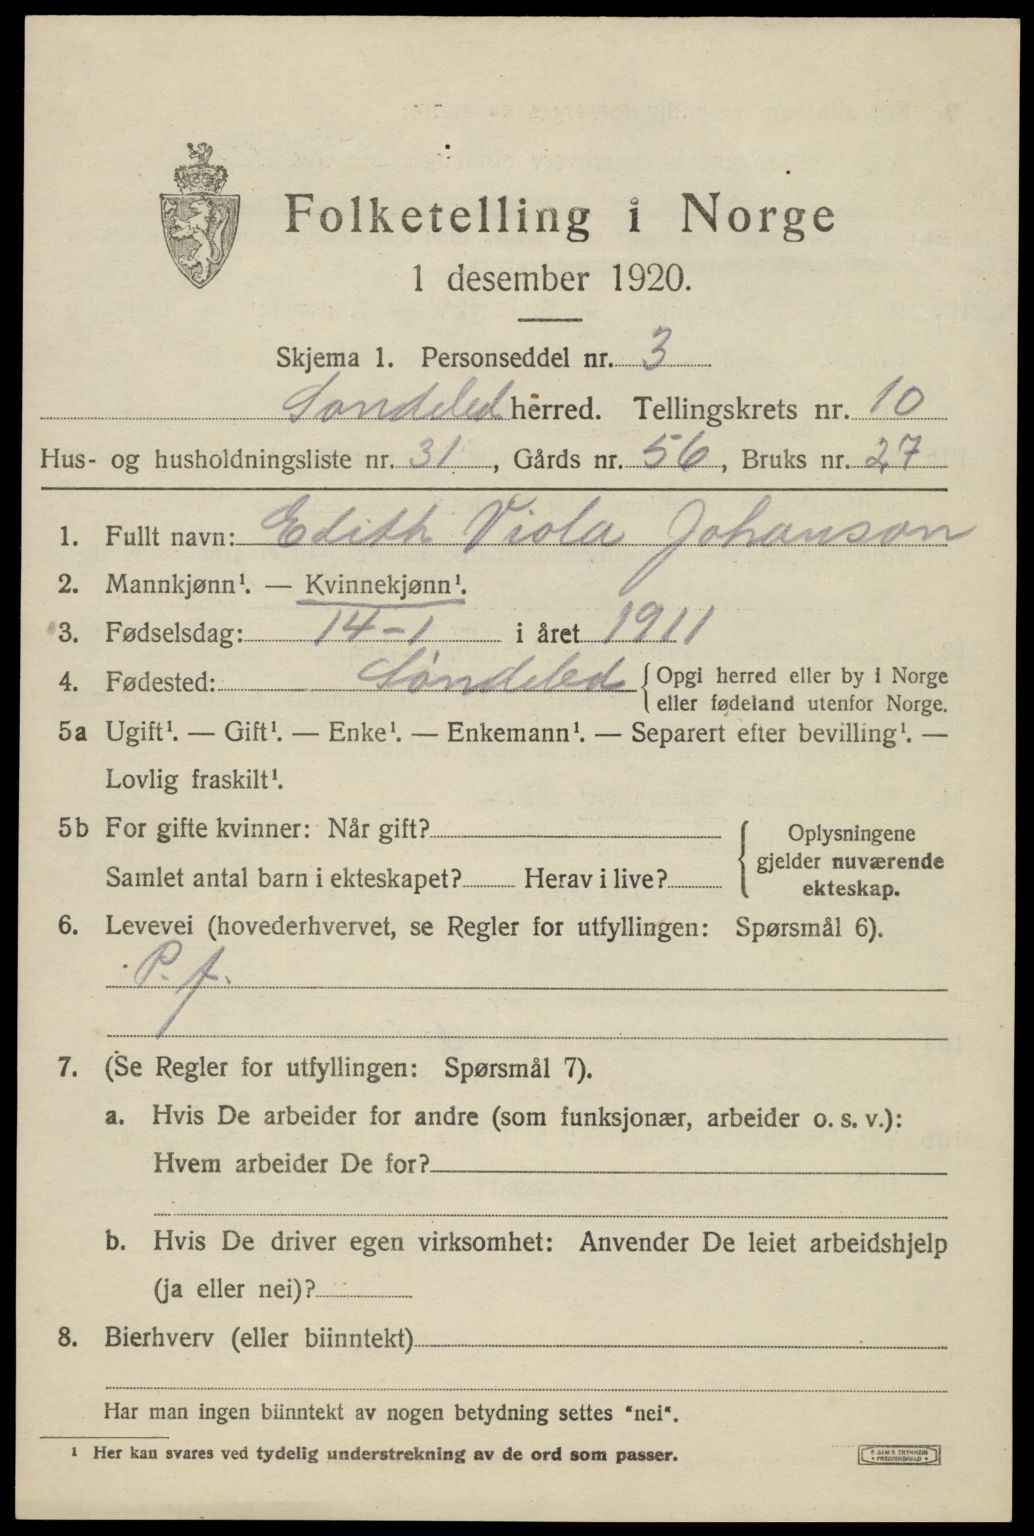 Folketelling i Norge
1 desember 1920.
Skjema 1. Personseddel nr. 3
Søndeled herred. Tellingskrets nr. 10
Hus- og husholdningsliste nr. 31, Gårds nr. 56, Bruks nr. 27
1. Fullt navn: Edith Viola Johanson
2. Mannkjønn¹. — Kvinnekjønn¹.
3. Fødselsdag: 14-1 i året 1911
4. Fødested: Søndeled { Opgi herred eller by i Norge
eller fødeland utenfor Norge.
5a Ugift¹. — Gift¹. — Enke¹. — Enkemann¹. — Separert efter bevilling¹. —
Lovlig fraskilt¹.
5b For gifte kvinner: Når gift?
Samlet antal barn i ekteskapet? Herav i live?
{ Oplysningene
gjelder nuværende
ekteskap.
6. Levevei (hovederhvervet, se Regler for utfyllingen: Spørsmål 6).
P. f.
7. (Se Regler for utfyllingen: Spørsmål 7).
a. Hvis De arbeider for andre (som funksjonær, arbeider o. s. v.):
Hvem arbeider De for?
b. Hvis De driver egen virksomhet: Anvender De leiet arbeidshjelp
(ja eller nei)?
8. Bierhverv (eller biinntekt)
Har man ingen biinntekt av nogen betydning settes "nei".
¹ Her kan svares ved tydelig understrekning av de ord som passer.